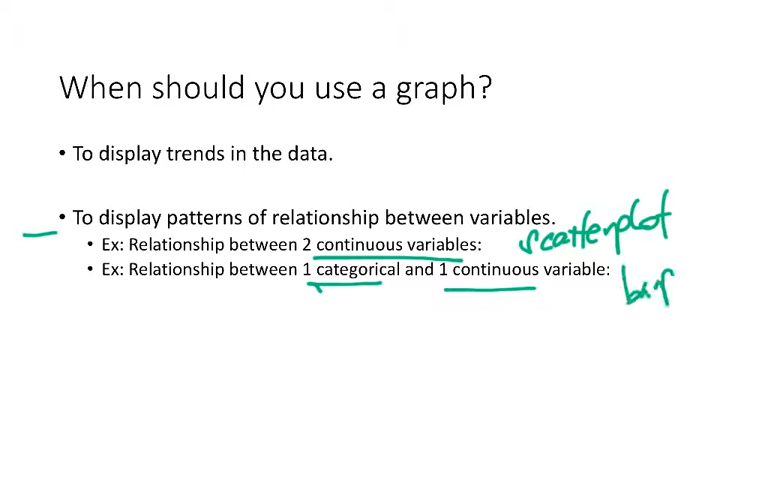 When should you use a graph?
• To display trends in the data.
• To display patterns of relationship between variables.
• Ex: Relationship between 2 continuous variables: scatterplot
• Ex: Relationship between 1 categorical and 1 continuous variable: bar